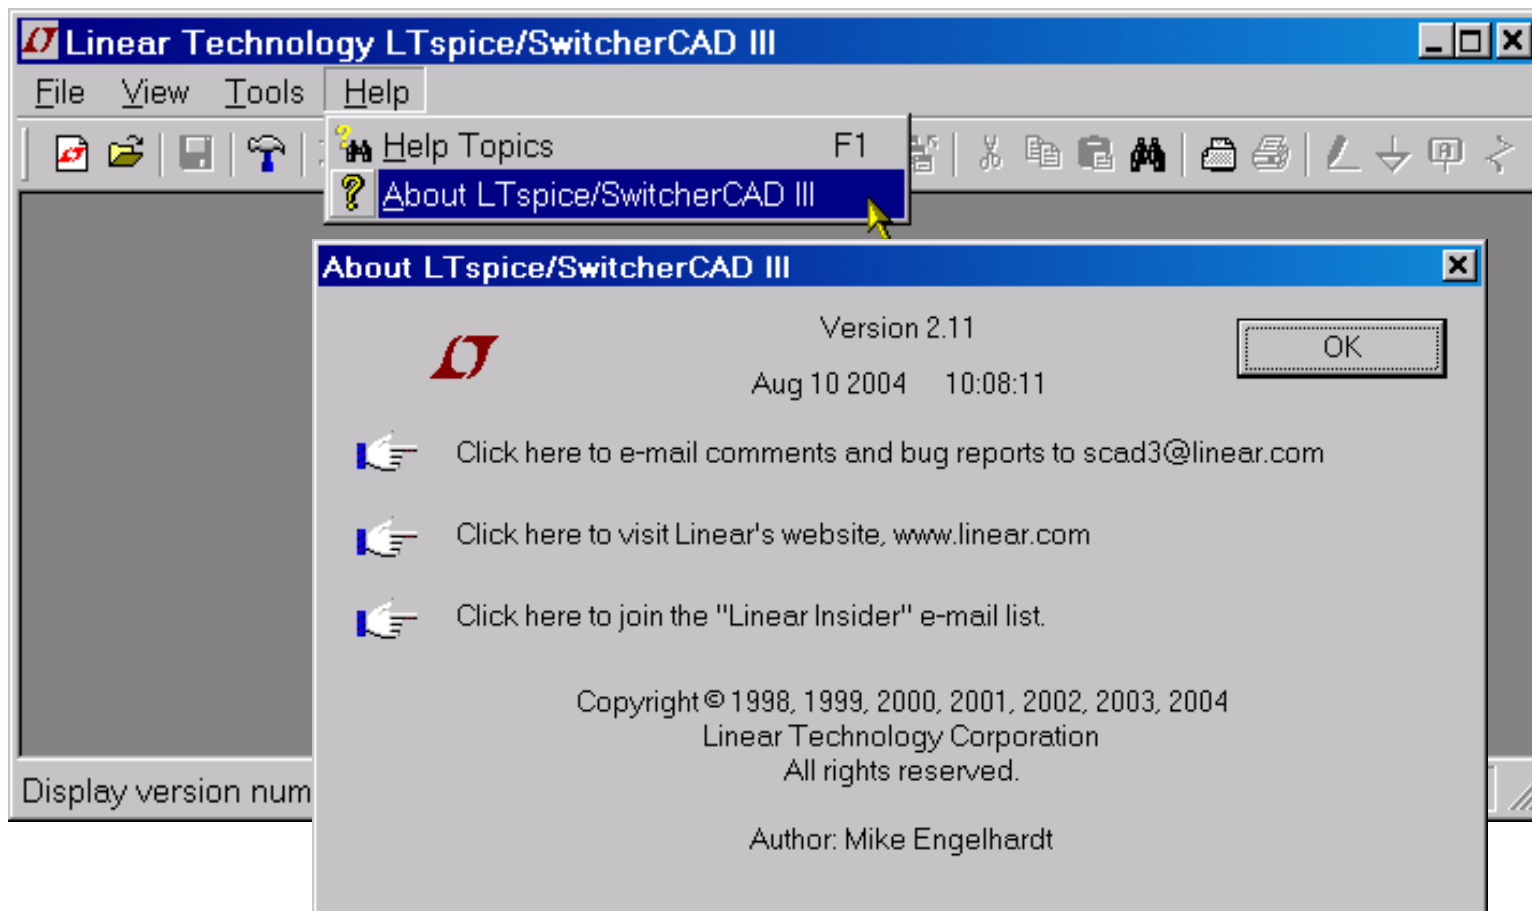 Linear Technology LTspice/SwitcherCAD III
File View Tools Help
Help Topics F1
About LTspice/SwitcherCAD III
About LTspice/SwitcherCAD III
Version 2.11
OK
Aug 10 2004 10:08:11
Click here to e-mail comments and bug reports to scad3@linear.com
Click here to visit Linear's website, www.linear.com
Click here to join the "Linear Insider" e-mail list.
Copyright © 1998, 1999, 2000, 2001, 2002, 2003, 2004
Linear Technology Corporation
All rights reserved.
Display version num
Author: Mike Engelhardt